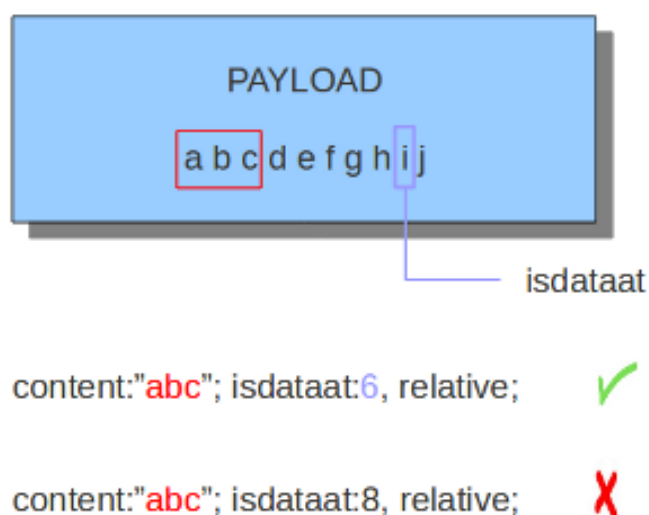 PAYLOAD
a b c d e f g h i j
isdataat
content:”abc”; isdataat:6, relative;
content:”abc”; isdataat:8, relative;